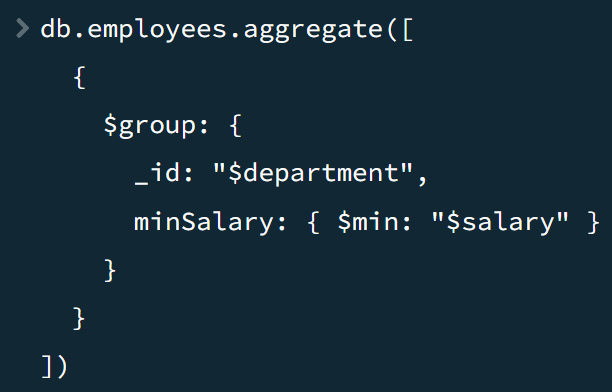 > db.employees.aggregate([
  {
    $group: {
      _id: "$department",
      minSalary: { $min: "$salary" }
    }
  }
])